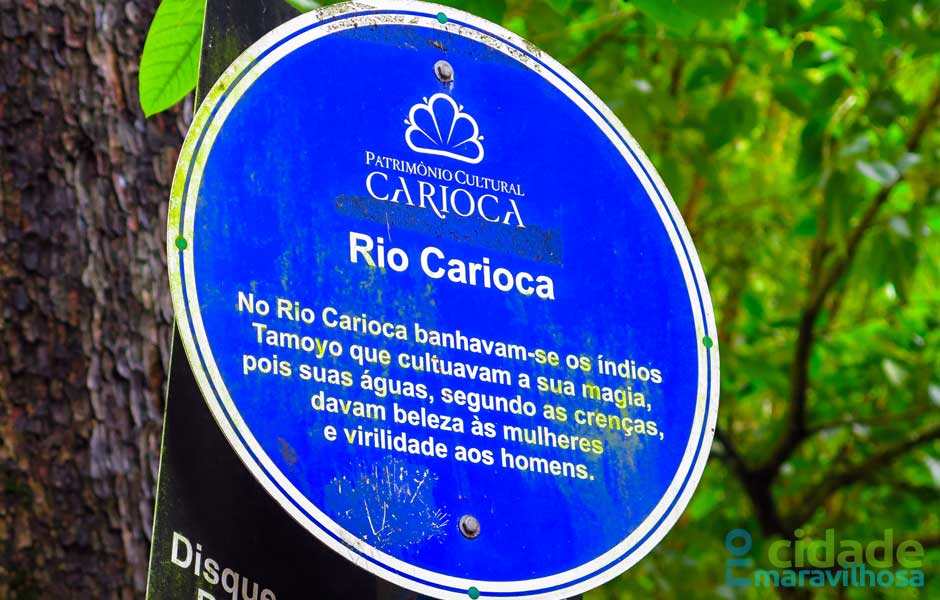 PATRIMÔNIO CULTURAL
CARIOCA
Rio Carioca
No Rio Carioca banhavam-se os índios
Tamoyo que cultuavam a sua magia,
pois suas águas, segundo as crenças,
davam beleza às mulheres
e virilidade aos homens.
Disque
cidade
maravilhosa